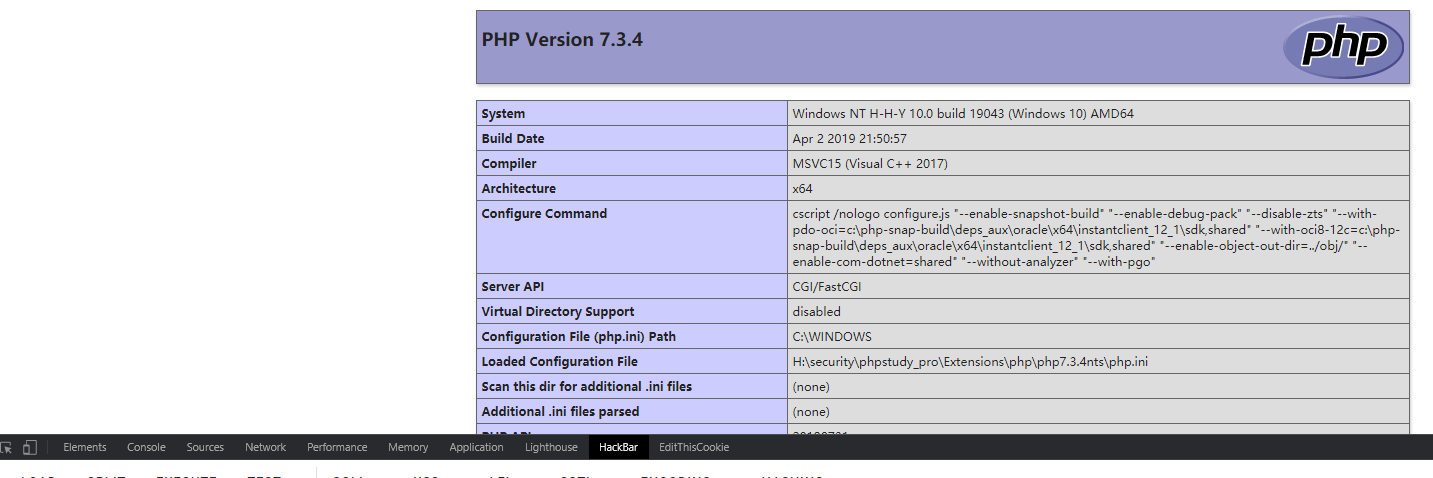 PHP Version 7.3.4
php
System Windows NT H-H-Y 10.0 build 19043 (Windows 10) AMD64
Build Date Apr 2 2019 21:50:57
Compiler MSVC15 (Visual C++ 2017)
Architecture x64
Configure Command cscript /nologo configure.js "--enable-snapshot-build" "--enable-debug-pack" "--disable-zts" "--with-
pdo-oci=c:\php-snap-build\deps_aux\oracle\x64\instantclient_12_1\sdk,shared" "--with-oci8-12c=c:\php-
snap-build\deps_aux\oracle\x64\instantclient_12_1\sdk,shared" "--enable-object-out-dir=../obj/" "--
enable-com-dotnet=shared" "--without-analyzer" "--with-pgo"
Server API CGI/FastCGI
Virtual Directory Support disabled
Configuration File (php.ini) Path C:\WINDOWS
Loaded Configuration File H:\security\phpstudy_pro\Extensions\php\php7.3.4nts\php.ini
Scan this dir for additional .ini files (none)
Additional .ini files parsed (none)
Elements Console Sources Network Performance Memory Application Lighthouse HackBar EditThisCookie